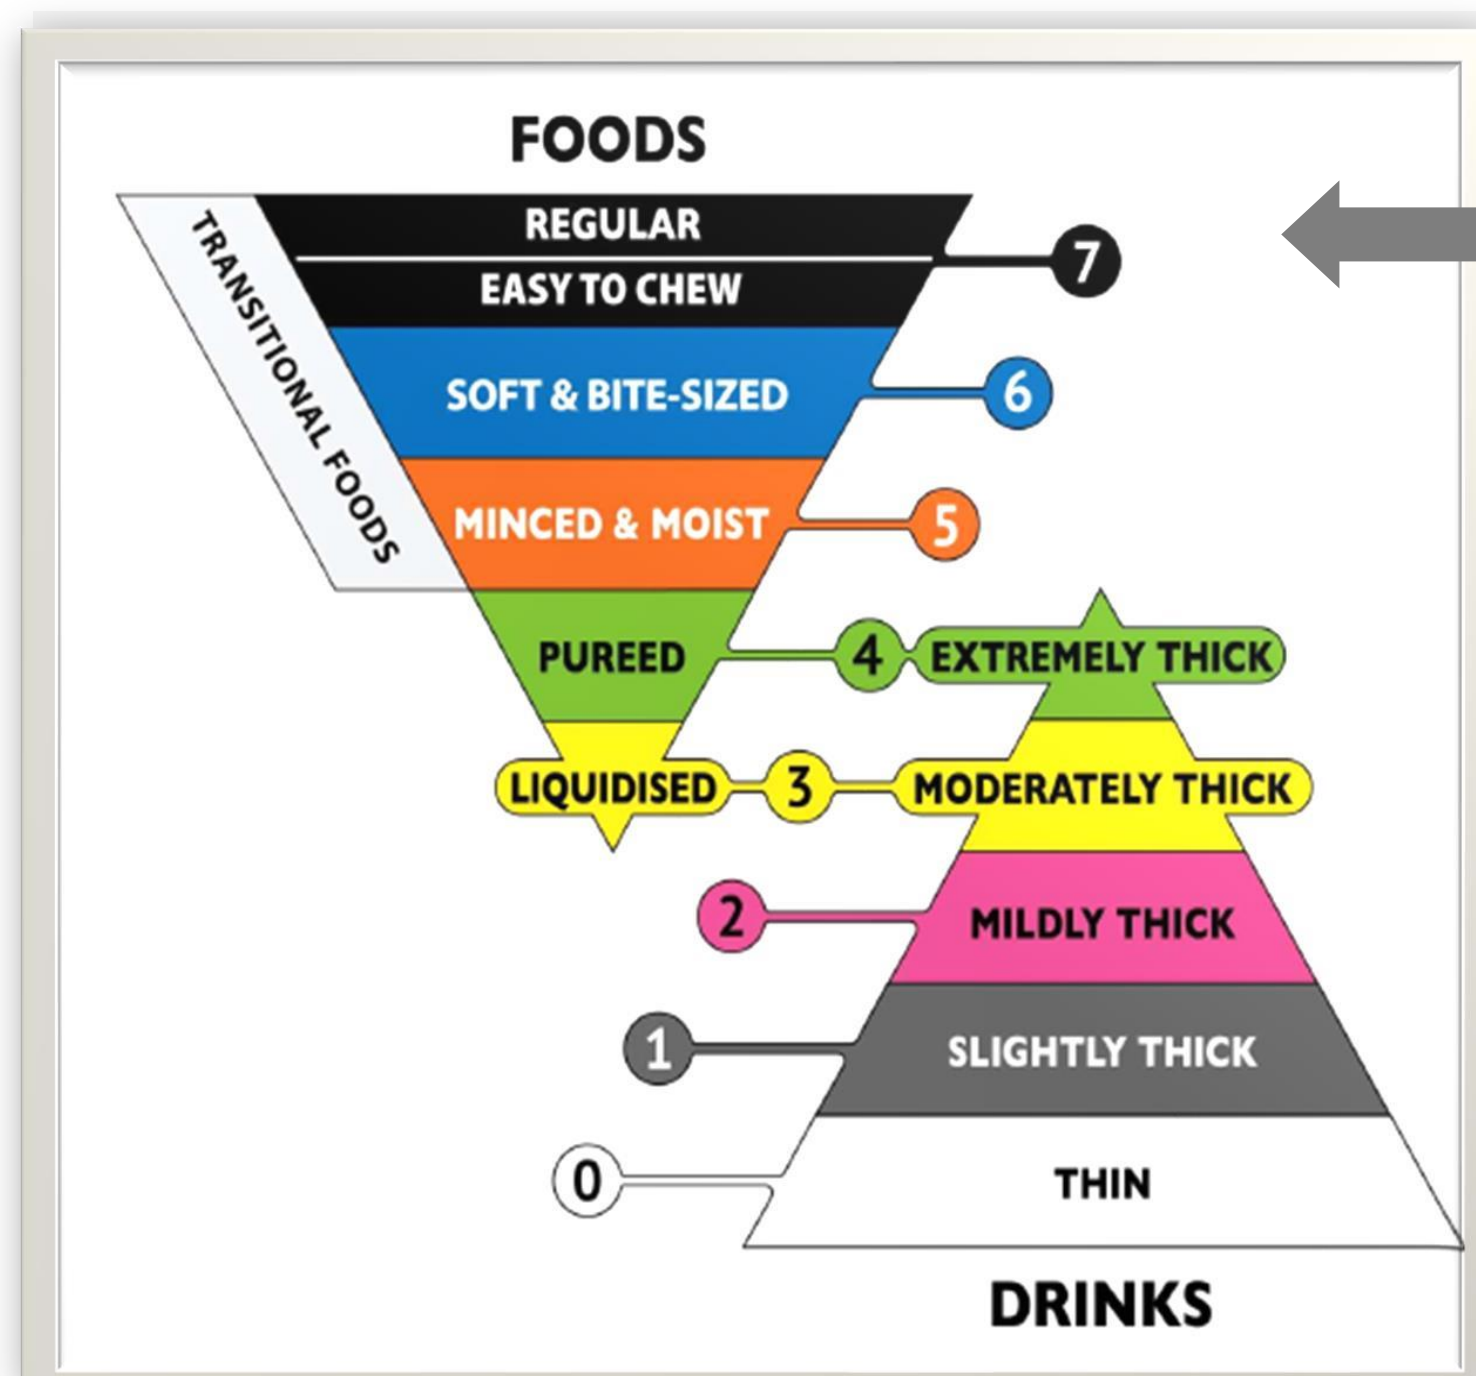 FOODS
TRANSITIONAL FOODS
REGULAR
7
EASY TO CHEW
SOFT & BITE-SIZED
6
MINCED & MOIST
5
PUREED
4
EXTREMELY THICK
LIQUIDISED
3
MODERATELY THICK
2
MILDLY THICK
1
SLIGHTLY THICK
0
THIN
DRINKS